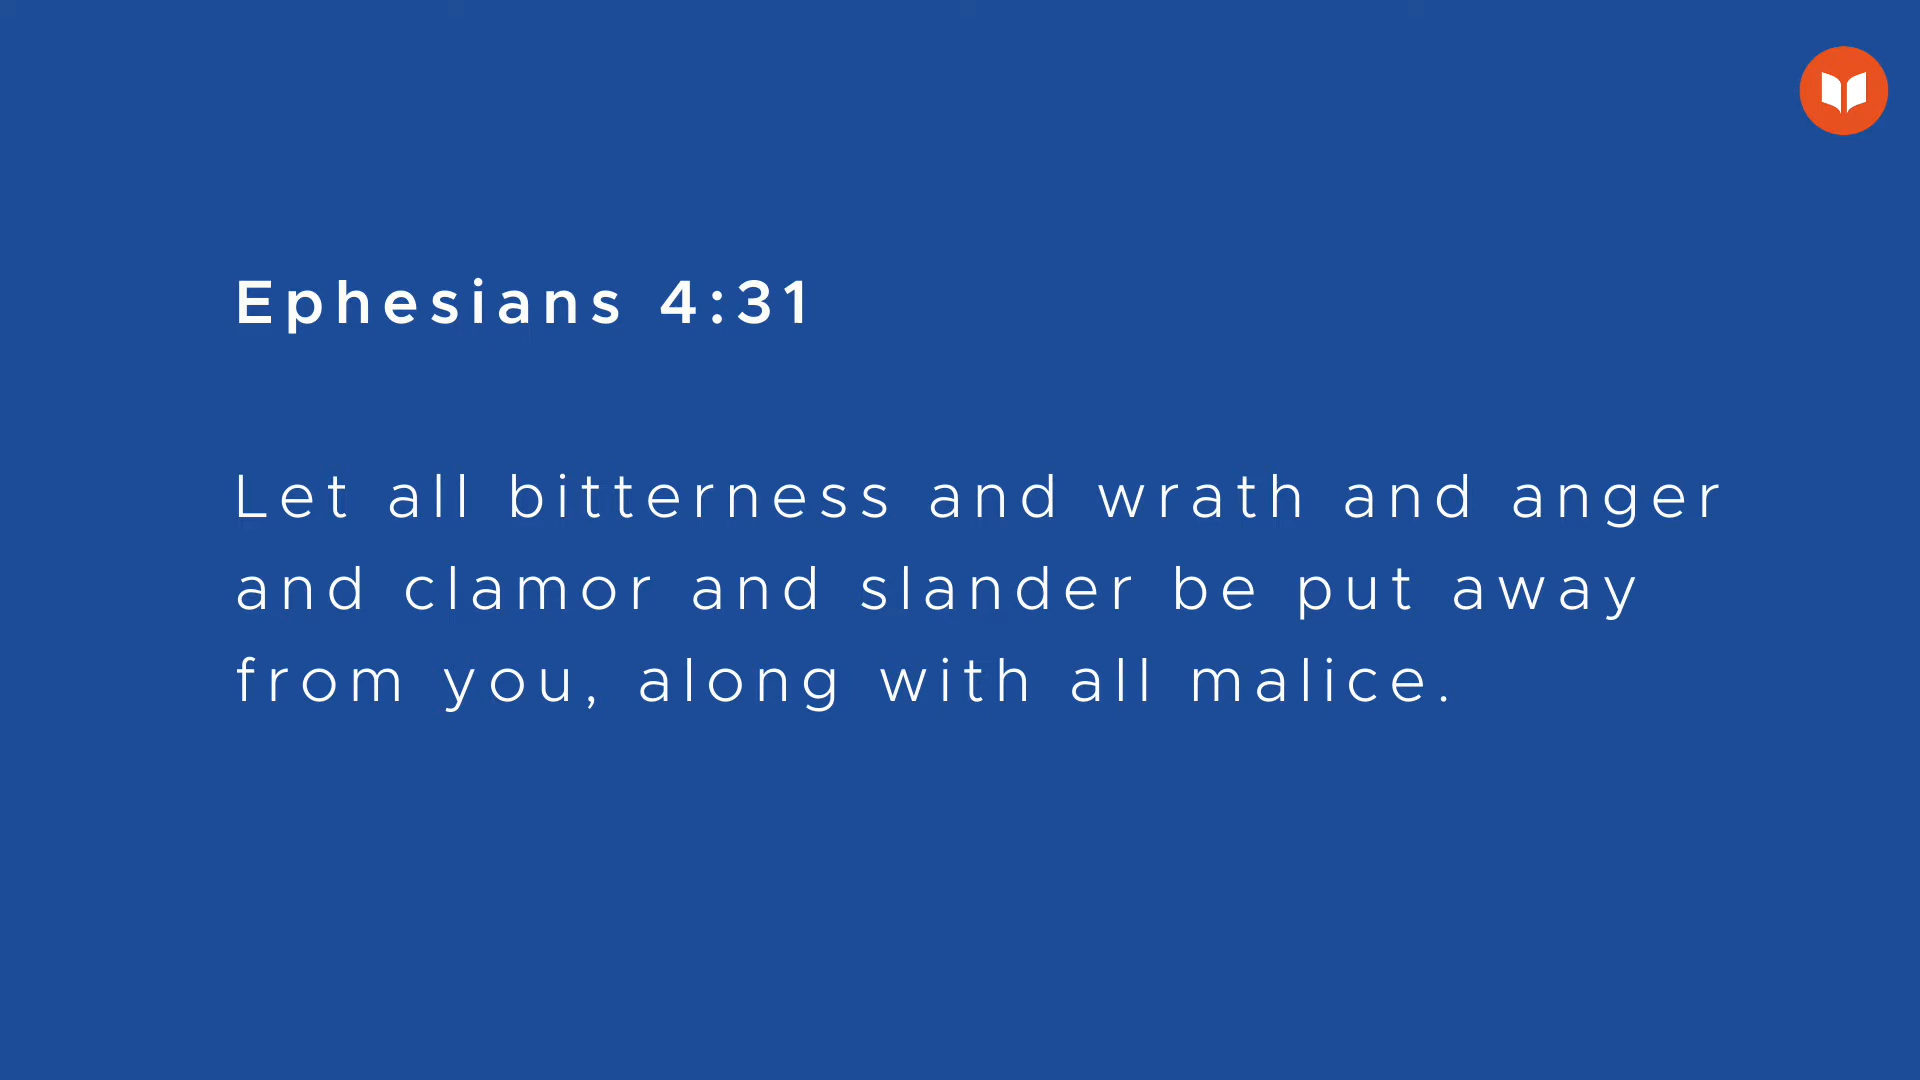 Ephesians 4:31
Let all bitterness and wrath and anger
and clamor and slander be put away
from you, along with all malice.